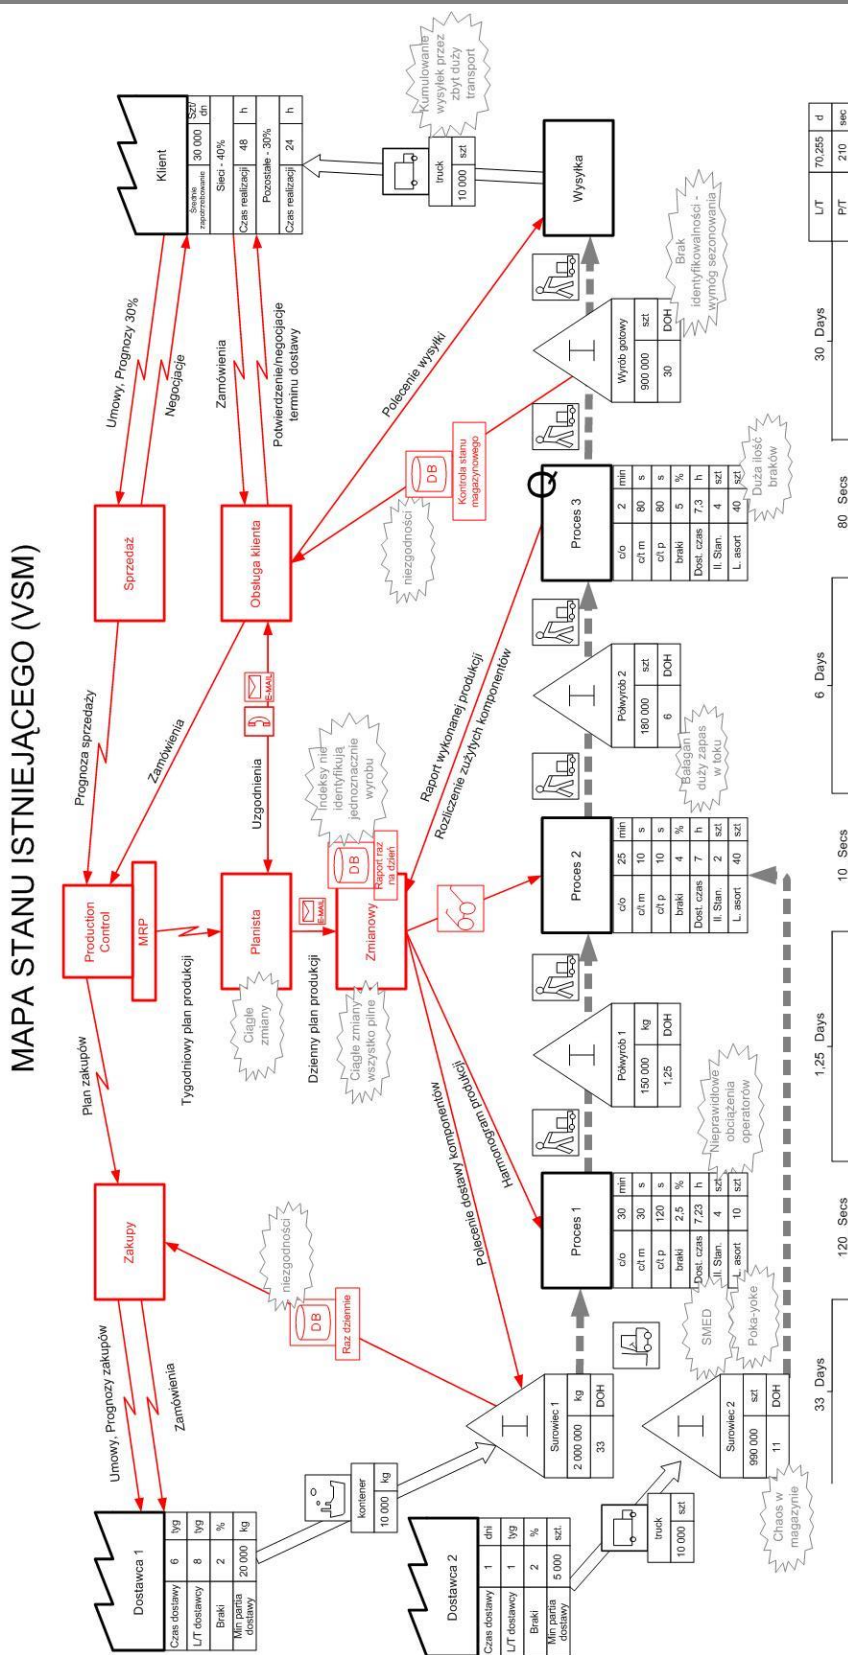 MAPA STANU ISTNIEJĄCEGO (VSM)
Dostawca 1
Czas dostawy 6 tyg
L/T dostawcy 8 tyg
Braki 2 %
Min partia dostawy 20 000 kg
Umowy, Prognozy zakupów
Zamówienia
Zakupy
Plan zakupów
Production
Control
MRP
Prognoza sprzedaży
Zamówienia
Sprzedaż
Umowy, Prognozy 30%
Negocjacje
Klient
Średnie zapotrzebowanie 30 000 Szt/dn
Sieci - 40%
Czas realizacji 48 h
Pozostałe - 30%
Czas realizacji 24 h
Zamówienia
Potwierdzenie/negocjacje
terminu dostawy
Obsługa klienta
Uzgodnienia
E-MAIL
Tygodniowy plan produkcji
Planista
Ciągłe
zmiany
Dzienny plan produkcji
E-MAIL
Zmianowy
Ciągłe zmiany
wszystko pilne
DB
Raport raz
na dzień
Indeksy nie
identyfikują
jednoznacznie
wyrobu
niezgodności
DB
Raz dziennie
Polecenie dostawy komponentów
Hamonogram produkcji
Raport wykonanej produkcji
Rozliczenie zużytych komponentów
niezgodności
DB
Kontrola stanu
magazynowego
Polecenie wysyłki
truck
10 000 szt
Kumulowanie
wysyłek przez
zbyt duży
transport
kontener
10 000 kg
Dostawca 2
Czas dostawy 1 dni
L/T dostawcy 1 tyg
Braki 2 %
Min partia dostawy 5 000 szt.
truck
10 000 szt
I
Surowiec 1
2 000 000 kg
33 DOH
I
Surowiec 2
990 000 szt
11 DOH
Chaos w
magazynie
Proces 1
c/o 30 min
c/t m 30 s
c/t p 120 s
braki 2,5 %
Dost. czas 7,23 h
Il. Stan. 4 szt
L. asort 10 szt
SMED
Poka-yoke
Nieprawidłowe
obciążenia
operatorów
I
Półwyrób 1
150 000 kg
1,25 DOH
Proces 2
c/o 25 min
c/t m 10 s
c/t p 10 s
braki 4 %
Dost. czas 7 h
Il. Stan. 2 szt
L. asort 40 szt
I
Półwyrób 2
180 000 szt
6 DOH
Bałagan i
duży zapas
w toku
Proces 3
Q
c/o 2 min
c/t m 80 s
c/t p 80 s
braki 5 %
Dost. czas 7,3 h
Il. Stan. 4 szt
L. asort 40 szt
Duża ilość
braków
I
Wyrób gotowy
900 000 szt
30 DOH
Brak
identyfikowalności -
wymóg sezonowania
Wysyłka
33 Days
120 Secs
1,25 Days
10 Secs
6 Days
80 Secs
30 Days
L/T 70,255 d
P/T 210 sec